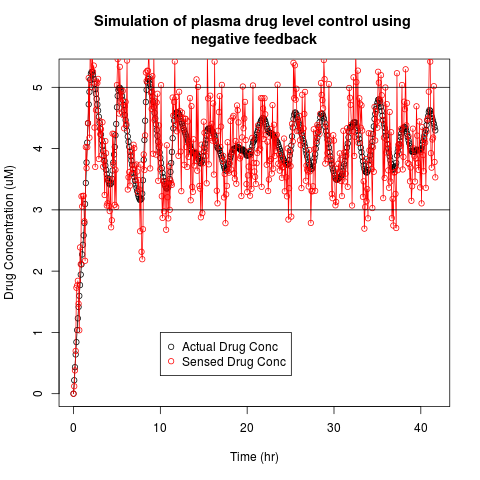 Simulation of plasma drug level control using
negative feedback
Drug Concentration (uM)
5
4
3
2
1
0
Actual Drug Conc
Sensed Drug Conc
0 10 20 30 40
Time (hr)